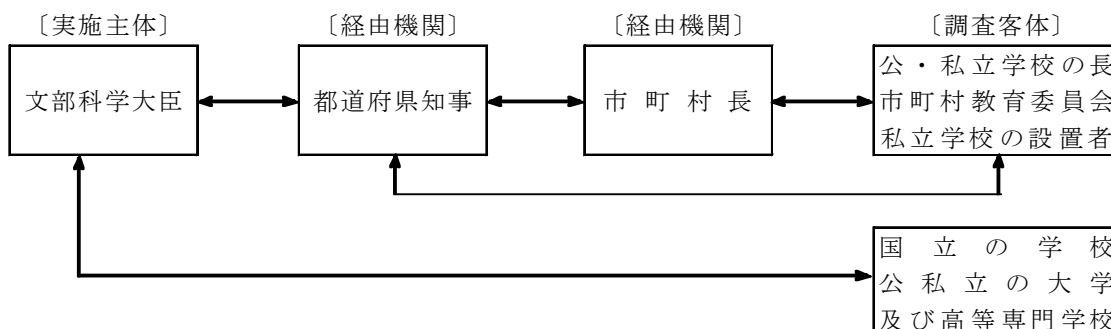 〔実施主体〕 〔経由機関〕 〔経由機関〕 〔調査客体〕
文部科学大臣
都道府県知事
市町村長
公・私立学校の長
市町村教育委員会
私立学校の設置者
国立の学校
公私立の大学
及び高等専門学校